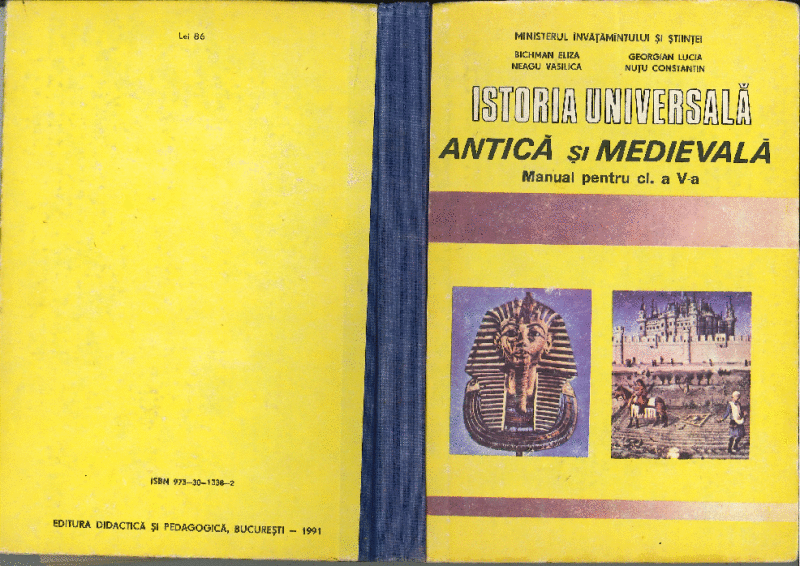 Lei 86
ISBN 973-30-1338-2
EDITURA DIDACTICĂ ȘI PEDAGOGICĂ, BUCUREȘTI — 1991
MINISTERUL ÎNVĂȚĂMÎNTULUI ȘI ȘTIINȚEI
BICHMAN ELIZA GEORGIAN LUCIA
NEAGU VASILICA NUȚU CONSTANTIN
ISTORIA UNIVERSALĂ
ANTICĂ ȘI MEDIEVALĂ
Manual pentru cl. a V-a